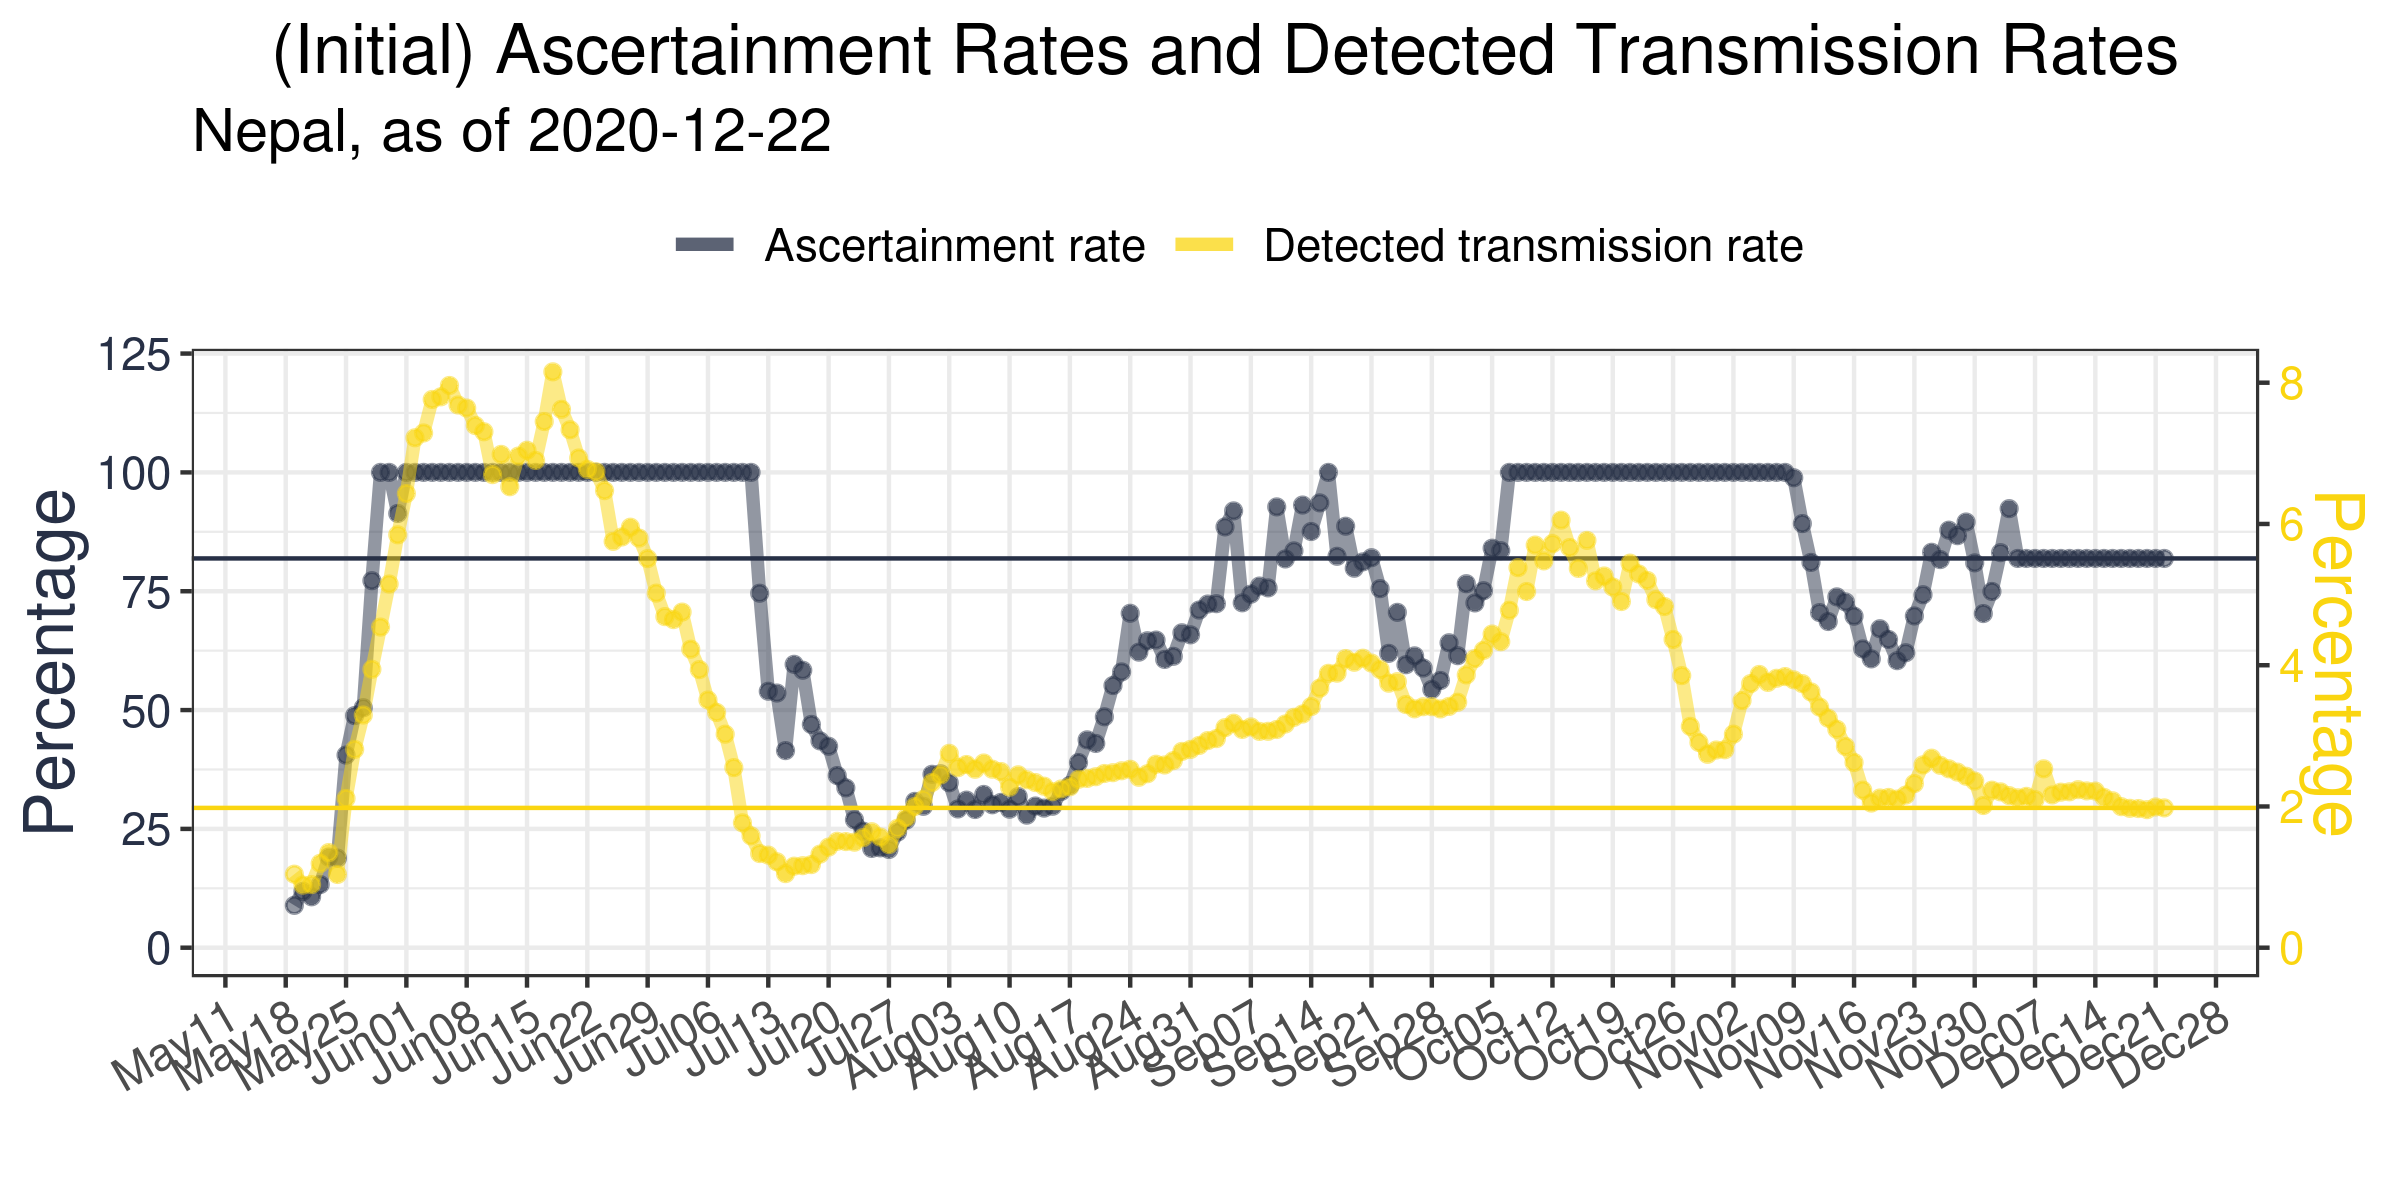 (Initial) Ascertainment Rates and Detected Transmission Rates
Nepal, as of 2020-12-22
Ascertainment rate
Detected transmission rate
Percentage
125
100
75
50
25
0
8
6
4
2
0
Percentage
May11
May18
May25
Jun01
Jun08
Jun15
Jun22
Jun29
Jul06
Jul13
Jul20
Jul27
Aug03
Aug10
Aug17
Aug24
Aug31
Sep07
Sep14
Sep21
Sep28
Oct05
Oct12
Oct19
Oct26
Nov02
Nov09
Nov16
Nov23
Nov30
Dec07
Dec14
Dec21
Dec28